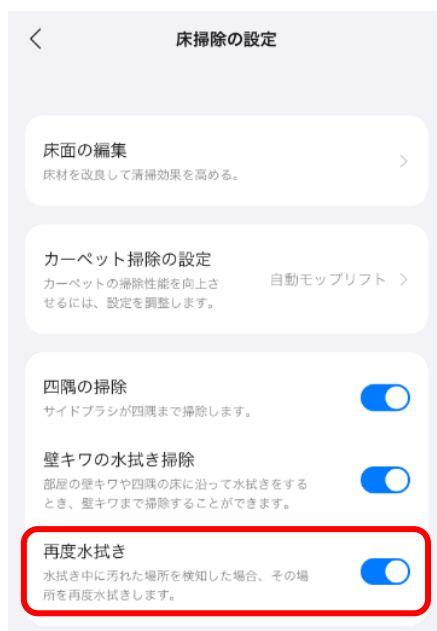 床掃除の設定
床面の編集
床材を改良して清掃効果を高める。
カーペット掃除の設定
カーペットの掃除性能を向上さ
せるには、設定を調整します。
自動モップリフト
四隅の掃除
サイドブラシが四隅まで掃除します。
壁キワの水拭き掃除
部屋の壁キワや四隅の床に沿って水拭きをする
とき、壁キワまで掃除することができます。
再度水拭き
水拭き中に汚れた場所を検知した場合、その場
所を再度水拭きします。